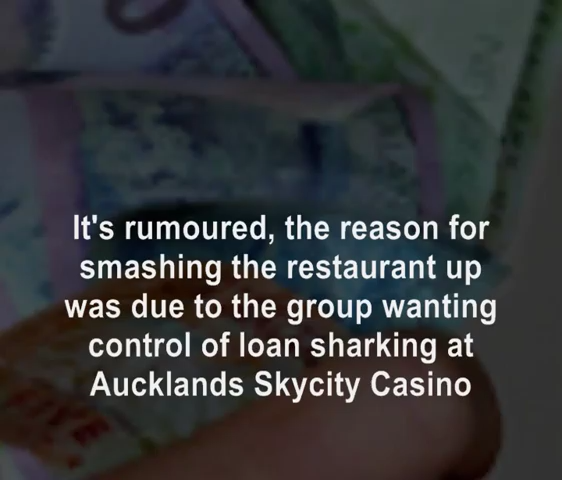 It's rumoured, the reason for
smashing the restaurant up
was due to the group wanting
control of loan sharking at
Aucklands Skycity Casino
FIVE